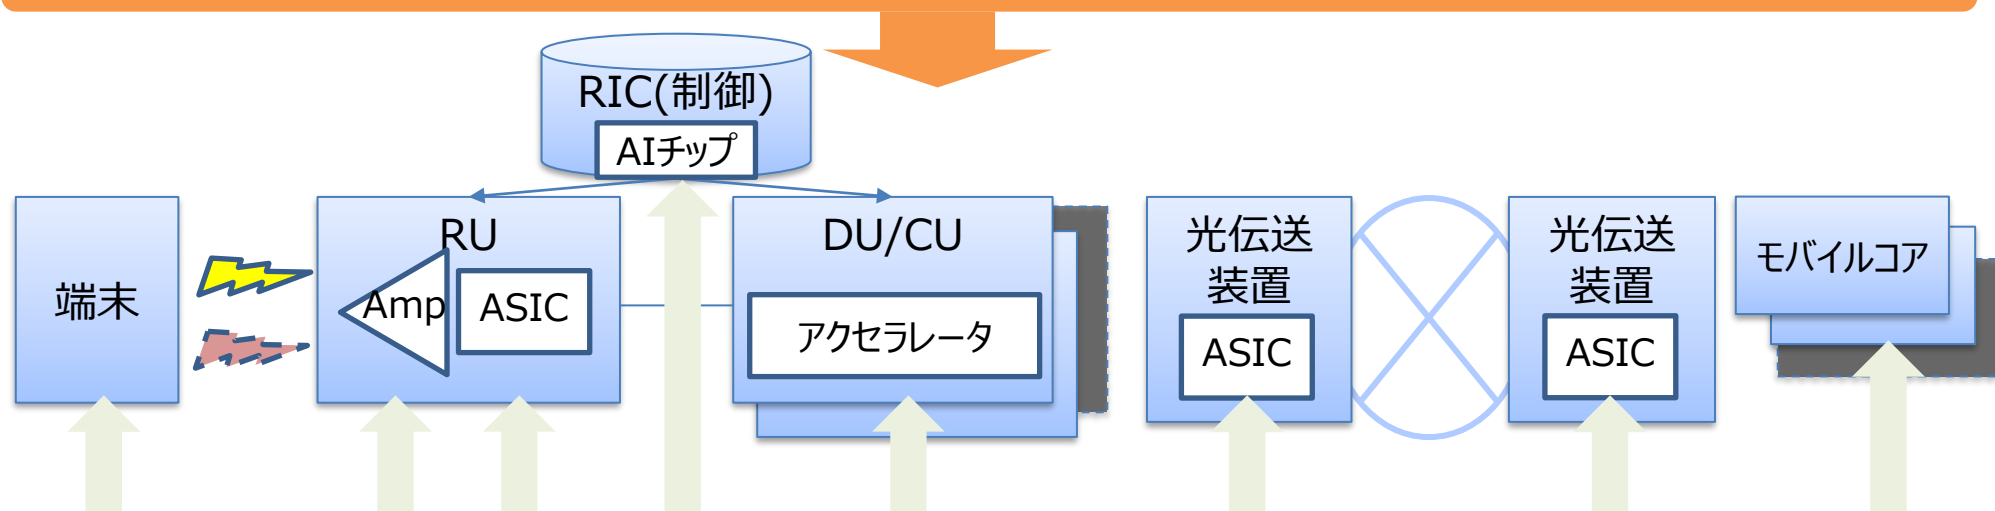 RIC(制御)
AIチップ
端末
RU
Amp
ASIC
DU/CU
アクセラレータ
光伝送
装置
ASIC
光伝送
装置
ASIC
モバイルコア